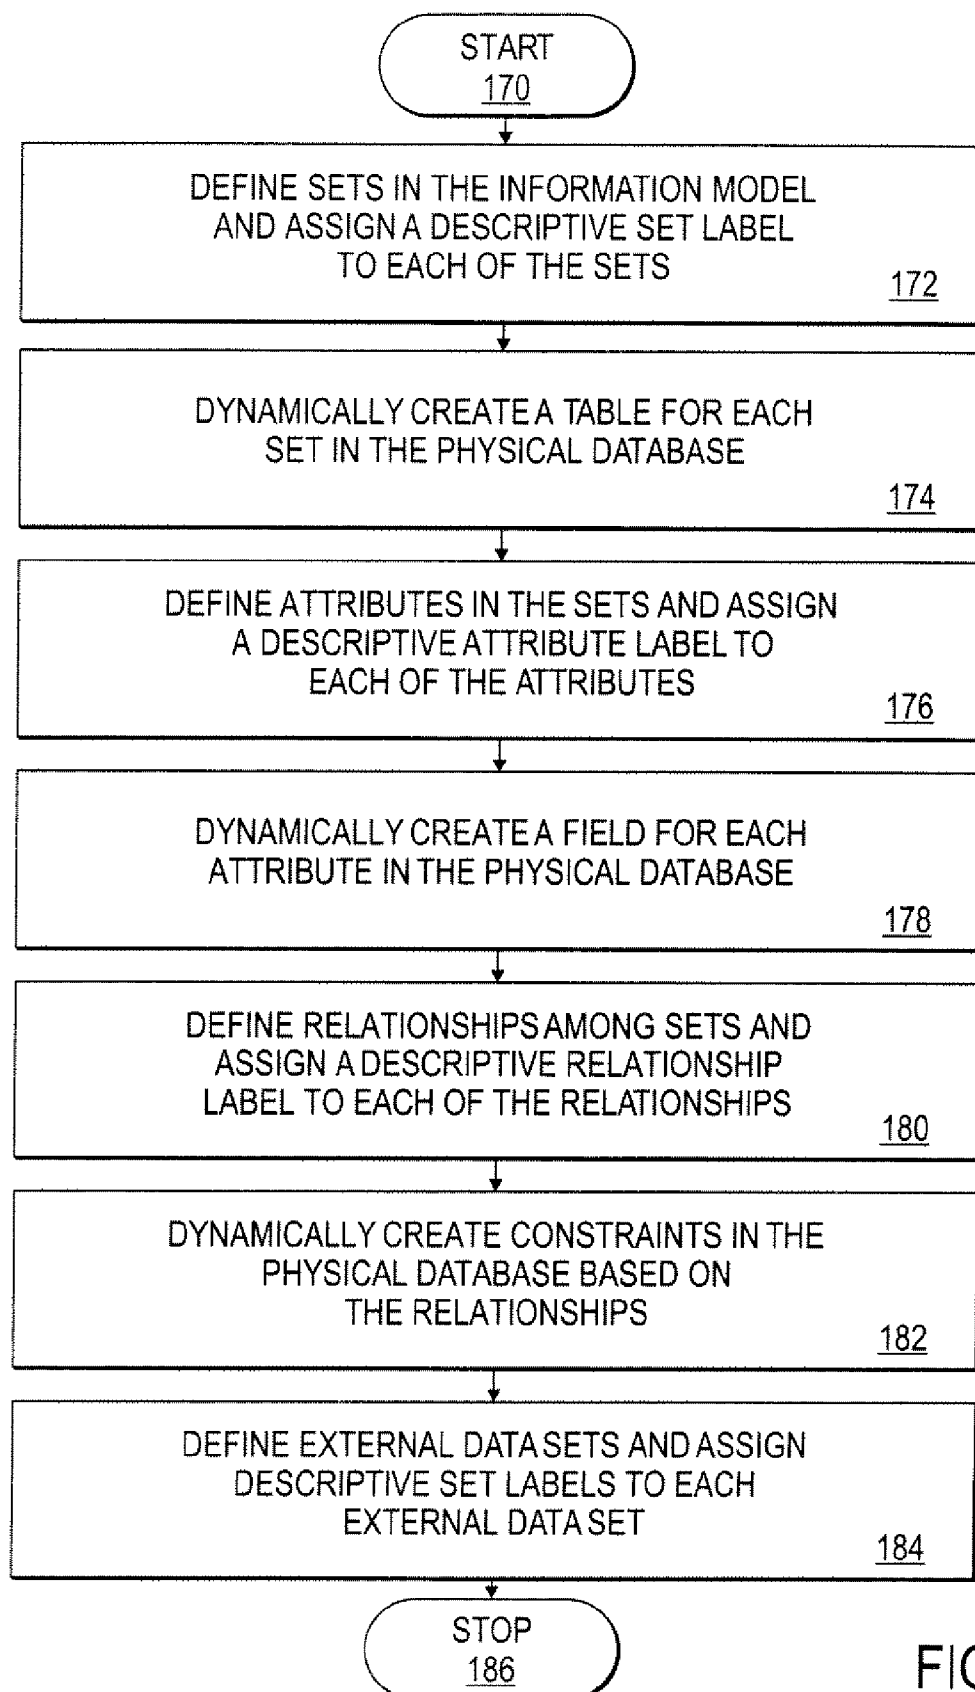 START
170
DEFINE SETS IN THE INFORMATION MODEL
AND ASSIGN A DESCRIPTIVE SET LABEL
TO EACH OF THE SETS
172
DYNAMICALLY CREATE A TABLE FOR EACH
SET IN THE PHYSICAL DATABASE
174
DEFINE ATTRIBUTES IN THE SETS AND ASSIGN
A DESCRIPTIVE ATTRIBUTE LABEL TO
EACH OF THE ATTRIBUTES
176
DYNAMICALLY CREATE A FIELD FOR EACH
ATTRIBUTE IN THE PHYSICAL DATABASE
178
DEFINE RELATIONSHIPS AMONG SETS AND
ASSIGN A DESCRIPTIVE RELATIONSHIP
LABEL TO EACH OF THE RELATIONSHIPS
180
DYNAMICALLY CREATE CONSTRAINTS IN THE
PHYSICAL DATABASE BASED ON
THE RELATIONSHIPS
182
DEFINE EXTERNAL DATA SETS AND ASSIGN
DESCRIPTIVE SET LABELS TO EACH
EXTERNAL DATA SET
184
STOP
186